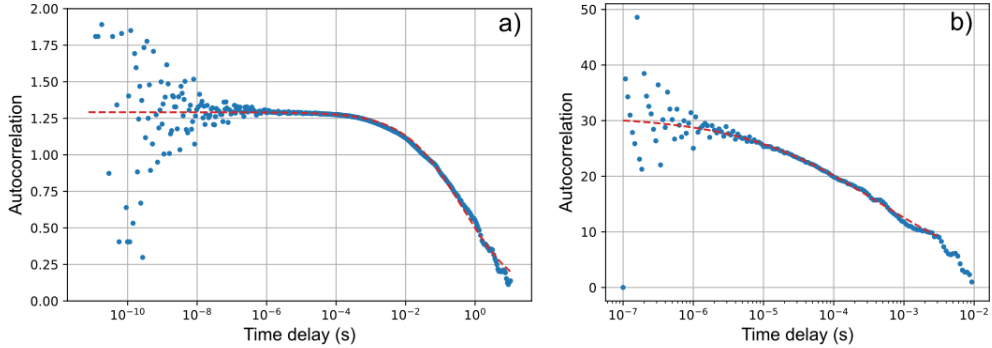 a)
2.00
1.75
1.50
1.25
1.00
0.75
0.50
0.25
0.00
Autocorrelation
10⁻¹⁰ 10⁻⁸ 10⁻⁶ 10⁻⁴ 10⁻² 10⁰
Time delay (s)
b)
50
40
30
20
10
0
Autocorrelation
10⁻⁷ 10⁻⁶ 10⁻⁵ 10⁻⁴ 10⁻³ 10⁻²
Time delay (s)